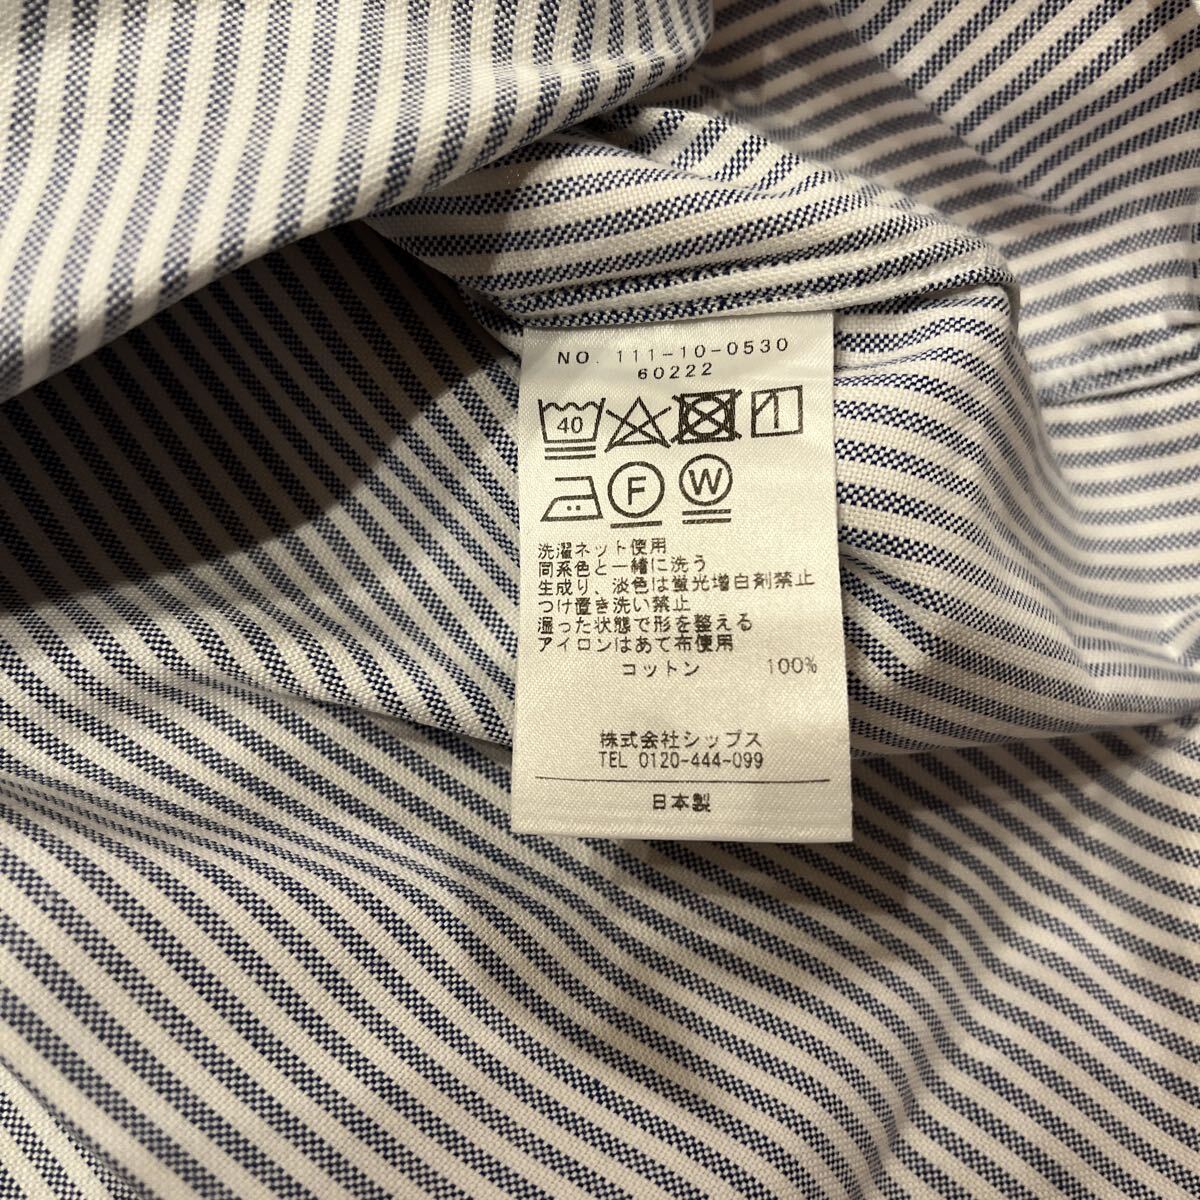 NO. 111-10-0530
60222
40
F W
洗濯ネット使用
同系色と一緒に洗う
生成り、淡色は蛍光増白剤禁止
つけ置き洗い禁止
湿った状態で形を整える
アイロンはあて布使用
コットン 100%
株式会社シップス
TEL 0120-444-099
日本製